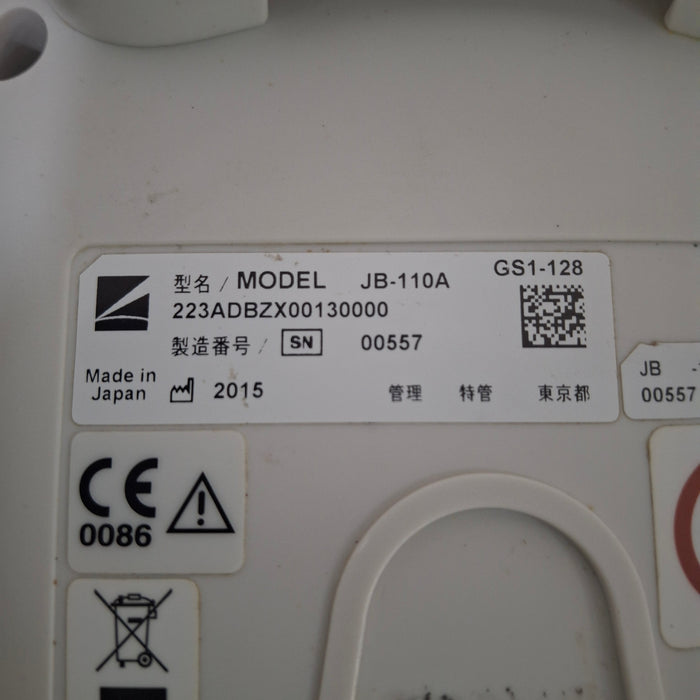 型名 / MODEL JB-110A GS1-128
223ADBZX00130000
製造番号 / SN 00557
Made in
Japan
2015 管理 特管 東京都
JB -
00557
CE
0086